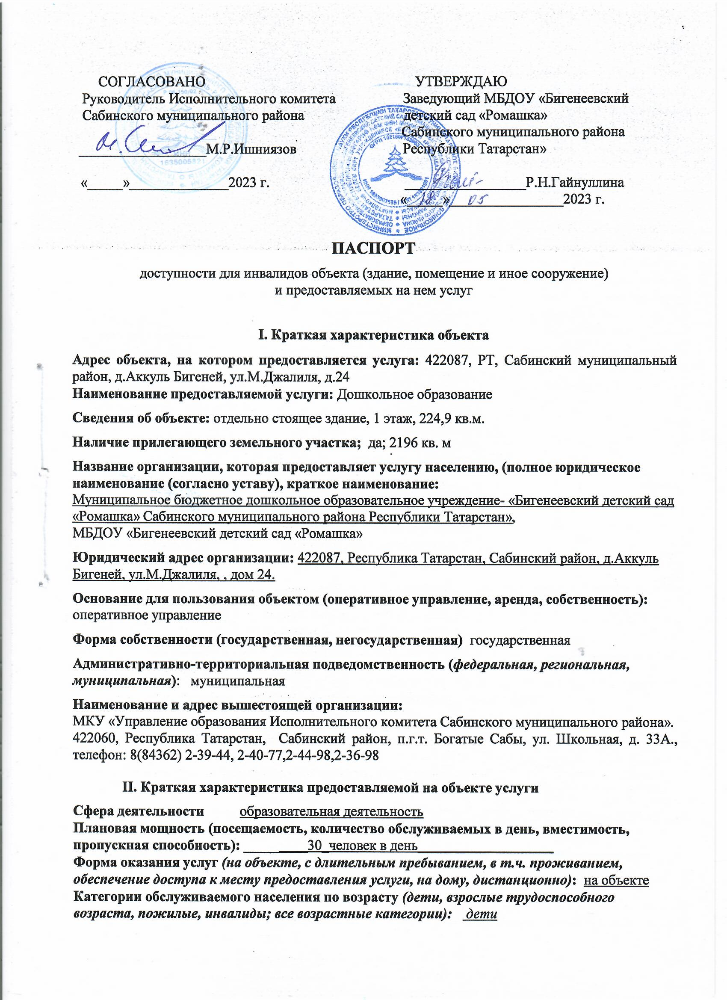 СОГЛАСОВАНО
Руководитель Исполнительного комитета
Сабинского муниципального района
_________________М.Р.Ишниязов
«_____»______________2023 г.
УТВЕРЖДАЮ
Заведующий МБДОУ «Бигенеевский
детский сад «Ромашка»
Сабинского муниципального района
Республики Татарстан»
________________Р.Н.Гайнуллина
«18» 05 2023 г.
ПАСПОРТ
доступности для инвалидов объекта (здание, помещение и иное сооружение)
и предоставляемых на нем услуг
I. Краткая характеристика объекта
Адрес объекта, на котором предоставляется услуга: 422087, РТ, Сабинский муниципальный
район, д.Аккуль Бигеней, ул.М.Джалиля, д.24
Наименование предоставляемой услуги: Дошкольное образование
Сведения об объекте: отдельно стоящее здание, 1 этаж, 224,9 кв.м.
Наличие прилегающего земельного участка; да; 2196 кв. м
Название организации, которая предоставляет услугу населению, (полное юридическое
наименование (согласно уставу), краткое наименование:
Муниципальное бюджетное дошкольное образовательное учреждение- «Бигенеевский детский сад
«Ромашка» Сабинского муниципального района Республики Татарстан»,
МБДОУ «Бигенеевский детский сад «Ромашка»
Юридический адрес организации: 422087, Республика Татарстан, Сабинский район, д.Аккуль
Бигеней, ул.М.Джалиля, , дом 24.
Основание для пользования объектом (оперативное управление, аренда, собственность):
оперативное управление
Форма собственности (государственная, негосударственная) государственная
Административно-территориальная подведомственность (федеральная, региональная,
муниципальная): муниципальная
Наименование и адрес вышестоящей организации:
МКУ «Управление образования Исполнительного комитета Сабинского муниципального района».
422060, Республика Татарстан, Сабинский район, п.г.т. Богатые Сабы, ул. Школьная, д. 33А.,
телефон: 8(84362) 2-39-44, 2-40-77,2-44-98,2-36-98
II. Краткая характеристика предоставляемой на объекте услуги
Сфера деятельности образовательная деятельность
Плановая мощность (посещаемость, количество обслуживаемых в день, вместимость,
пропускная способность): _________30_человек в день___________________
Форма оказания услуг (на объекте, с длительным пребыванием, в т.ч. проживанием,
обеспечение доступа к месту предоставления услуги, на дому, дистанционно): на объекте
Категории обслуживаемого населения по возрасту (дети, взрослые трудоспособного
возраста, пожилые, инвалиды; все возрастные категории): дети